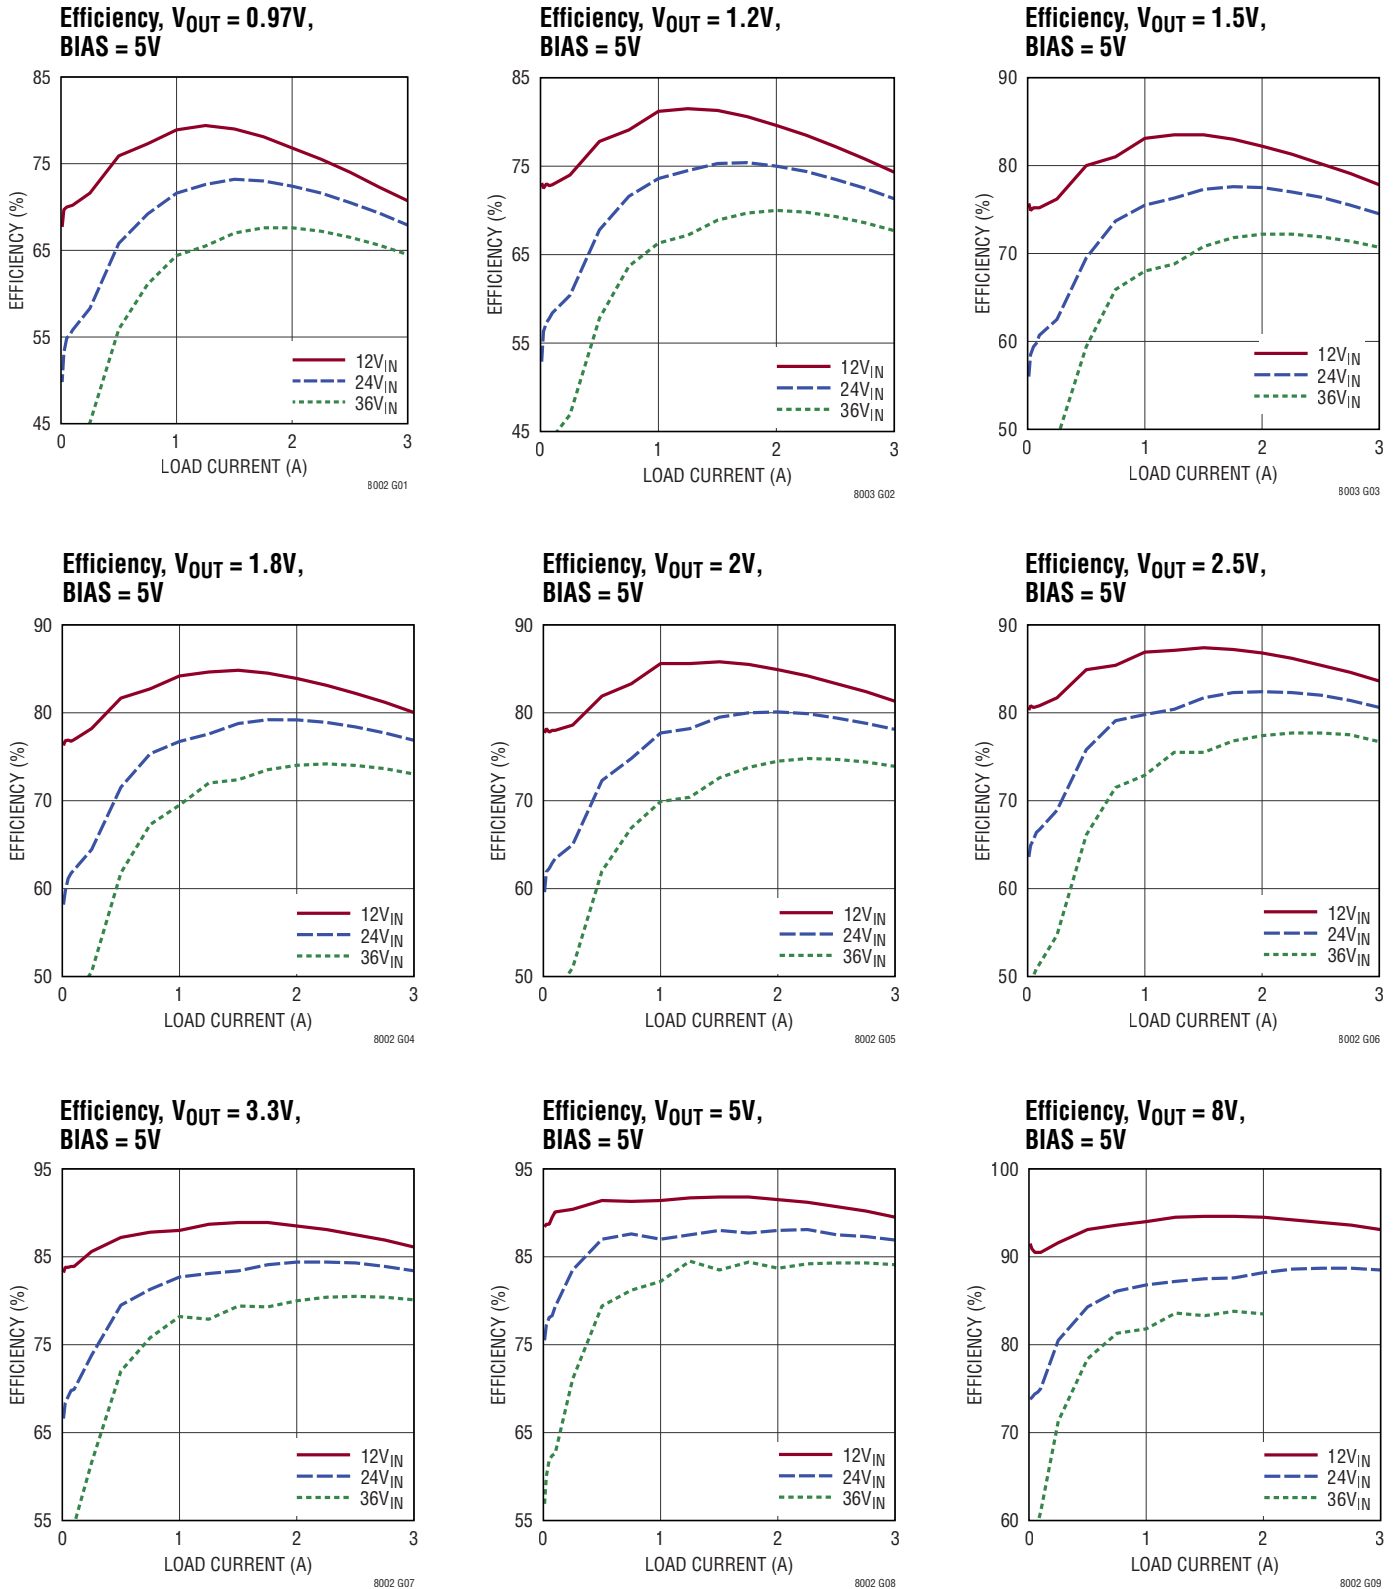 Efficiency, VOUT = 0.97V,
BIAS = 5V
85
75
65
55
45
EFFICIENCY (%)
0
1
2
3
LOAD CURRENT (A)
12VIN
24VIN
36VIN
8002 G01
Efficiency, VOUT = 1.2V,
BIAS = 5V
85
75
65
55
45
EFFICIENCY (%)
0
1
2
3
LOAD CURRENT (A)
12VIN
24VIN
36VIN
8003 G02
Efficiency, VOUT = 1.5V,
BIAS = 5V
90
80
70
60
50
EFFICIENCY (%)
0
1
2
3
LOAD CURRENT (A)
12VIN
24VIN
36VIN
8003 G03
Efficiency, VOUT = 1.8V,
BIAS = 5V
90
80
70
60
50
EFFICIENCY (%)
0
1
2
3
LOAD CURRENT (A)
12VIN
24VIN
36VIN
8002 G04
Efficiency, VOUT = 2V,
BIAS = 5V
90
80
70
60
50
EFFICIENCY (%)
0
1
2
3
LOAD CURRENT (A)
12VIN
24VIN
36VIN
8002 G05
Efficiency, VOUT = 2.5V,
BIAS = 5V
90
80
70
60
50
EFFICIENCY (%)
0
1
2
3
LOAD CURRENT (A)
12VIN
24VIN
36VIN
8002 G06
Efficiency, VOUT = 3.3V,
BIAS = 5V
95
85
75
65
55
EFFICIENCY (%)
0
1
2
3
LOAD CURRENT (A)
12VIN
24VIN
36VIN
8002 G07
Efficiency, VOUT = 5V,
BIAS = 5V
95
85
75
65
55
EFFICIENCY (%)
0
1
2
3
LOAD CURRENT (A)
12VIN
24VIN
36VIN
8002 G08
Efficiency, VOUT = 8V,
BIAS = 5V
100
90
80
70
60
EFFICIENCY (%)
0
1
2
3
LOAD CURRENT (A)
12VIN
24VIN
36VIN
8002 G09